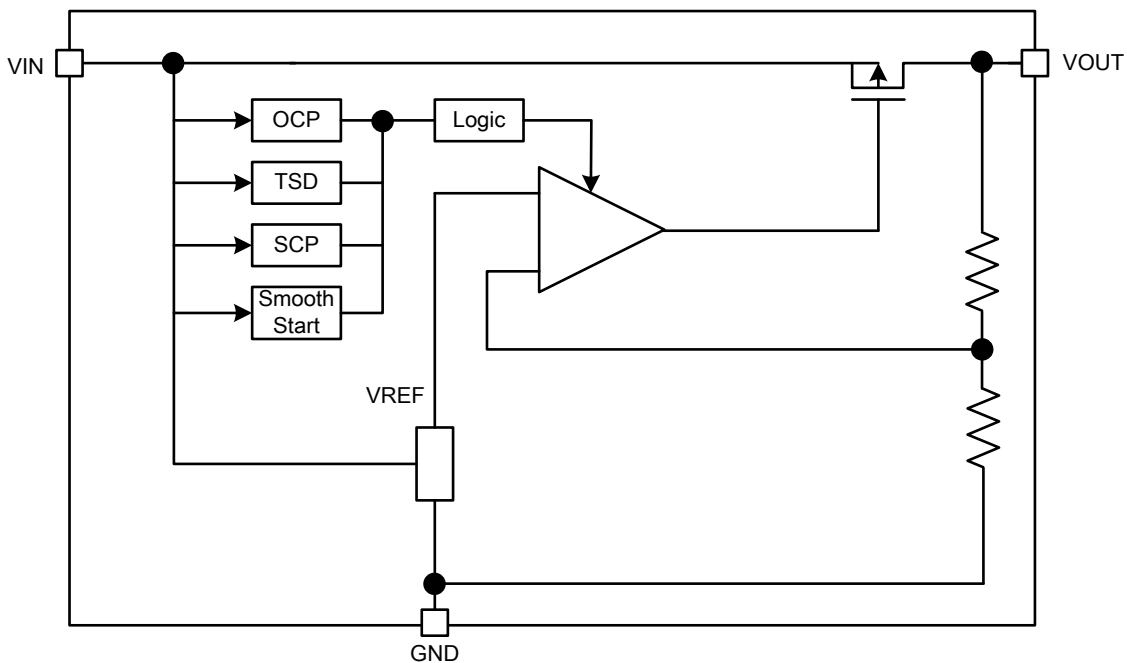 VIN
VOUT
OCP
Logic
TSD
SCP
Smooth
Start
VREF
GND